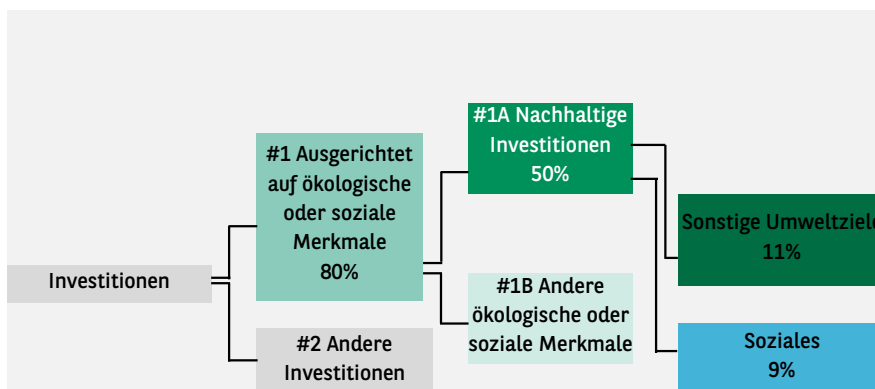 Investitionen
#1 Ausgerichtet
auf ökologische
oder soziale
Merkmale
80%
#2 Andere
Investitionen
#1A Nachhaltige
Investitionen
50%
#1B Andere
ökologische oder
soziale Merkmale
Sonstige Umweltziele
11%
Soziales
9%